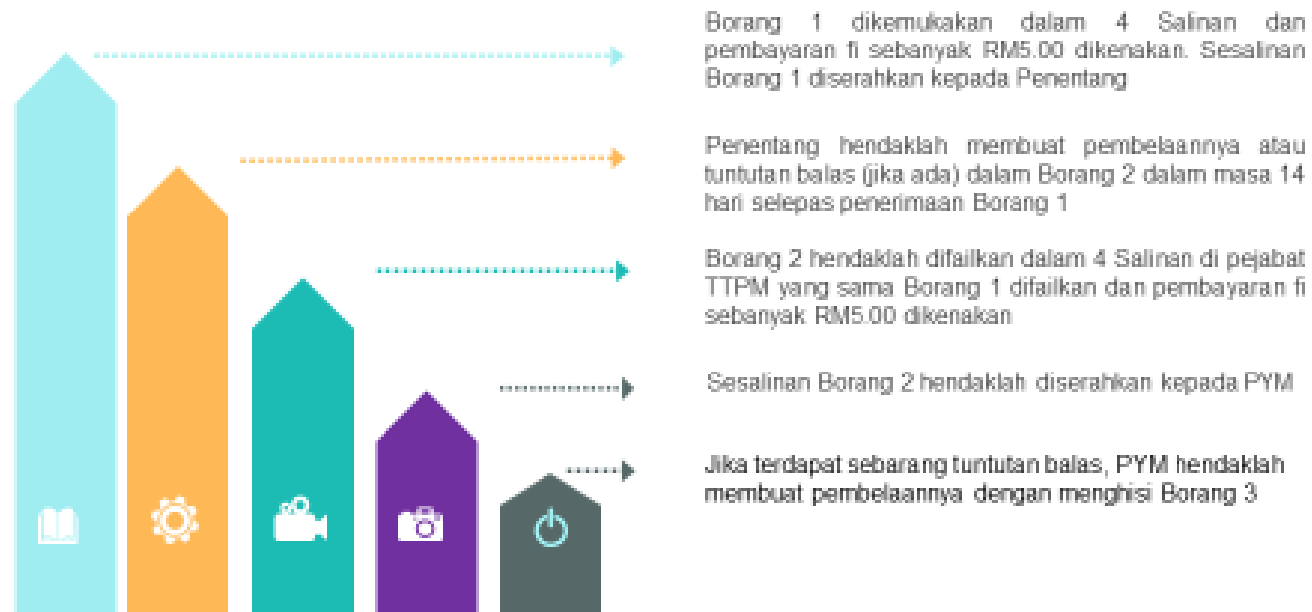 Borang 1 dikemukakan dalam 4 Salinan dan
pembayaran fi sebanyak RM5.00 dikenakan. Sesalinan
Borang 1 diserahkan kepada Penentang
Penentang hendaklah membuat pembelaannya atau
tuntutan balas (jika ada) dalam Borang 2 dalam masa 14
hari selepas penerimaan Borang 1
Borang 2 hendaklah difailkan dalam 4 Salinan di pejabat
TTPM yang sama Borang 1 difailkan dan pembayaran fi
sebanyak RM5.00 dikenakan
Sesalinan Borang 2 hendaklah diserahkan kepada PYM
Jika terdapat sebarang tuntutan balas, PYM hendaklah
membuat pembelaannya dengan menghisi Borang 3